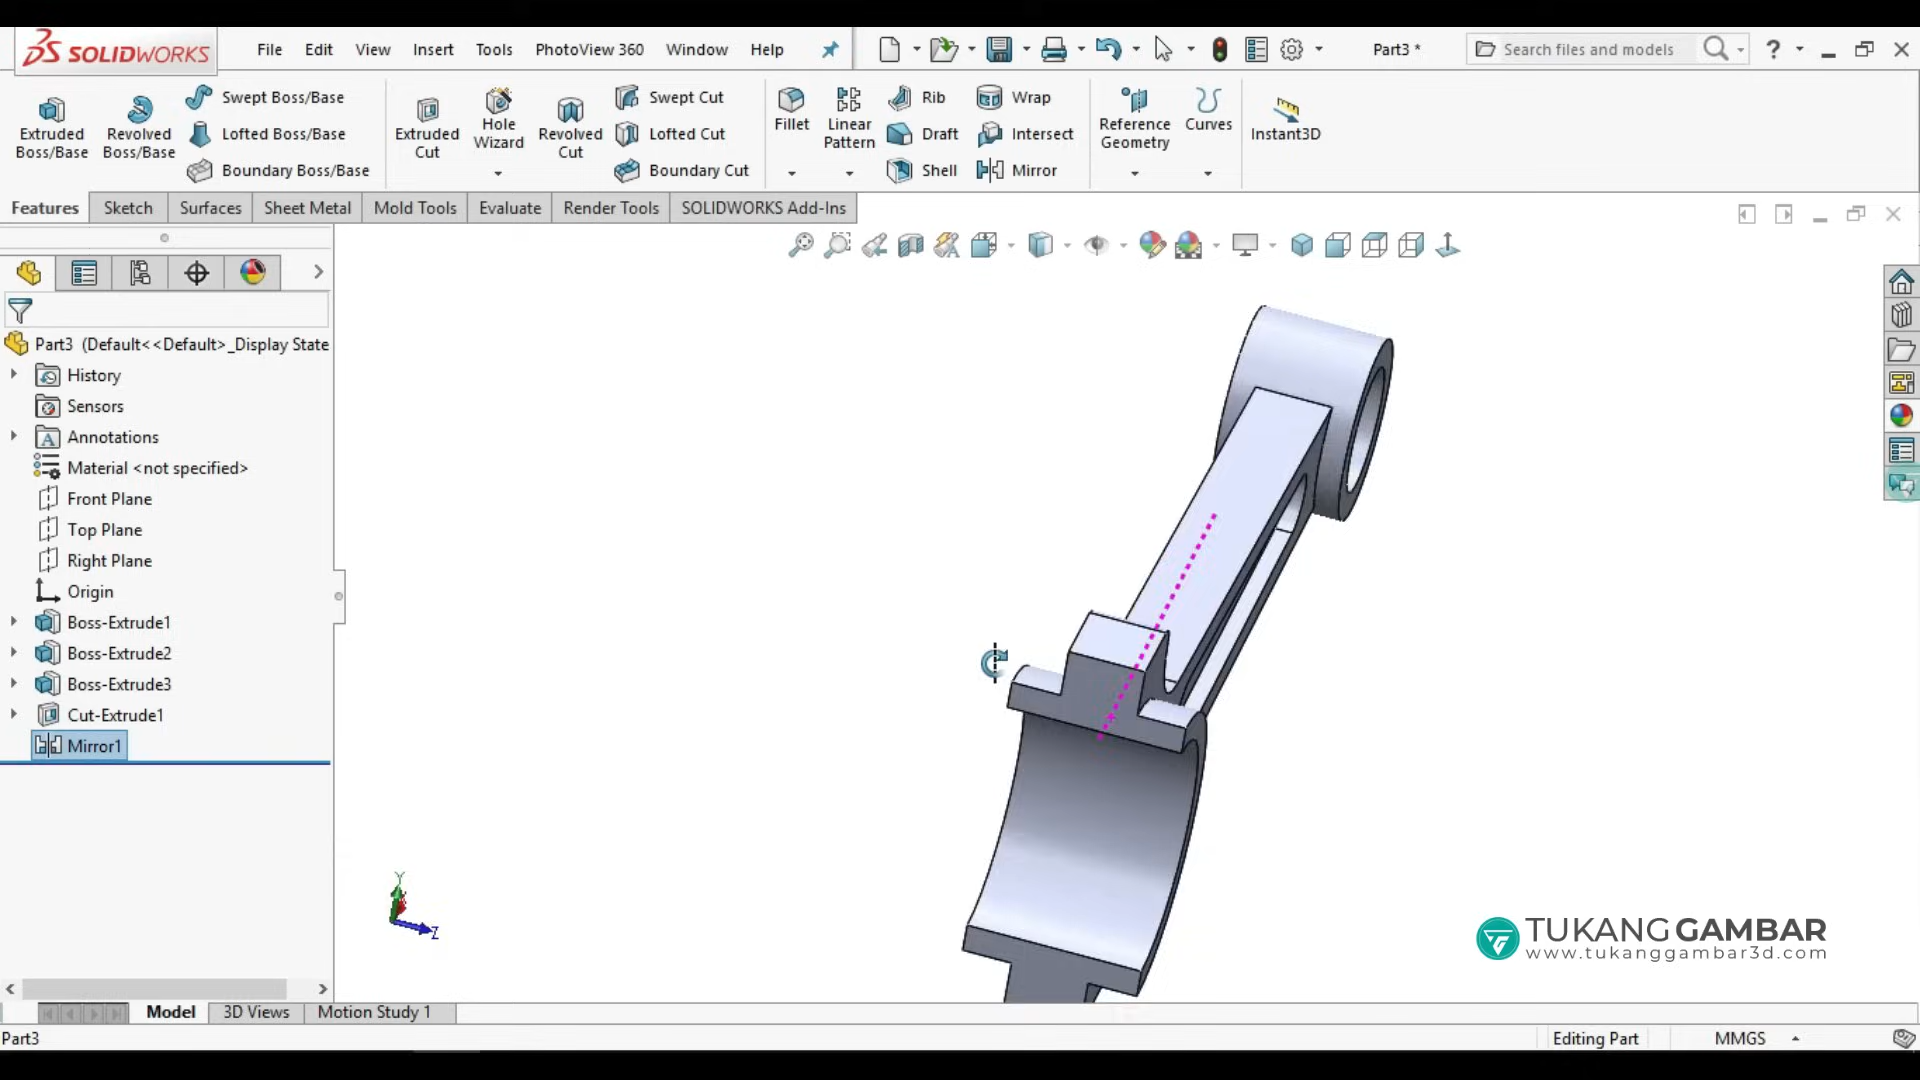 SOLIDWORKS File Edit View Insert Tools PhotoView 360 Window Help Part3 * Search files and models ?
Extruded Boss/Base
Revolved Boss/Base
Swept Boss/Base
Lofted Boss/Base
Boundary Boss/Base
Extruded Cut
Hole Wizard
Revolved Cut
Swept Cut
Lofted Cut
Boundary Cut
Fillet
Linear Pattern
Rib
Draft
Shell
Wrap
Intersect
Mirror
Reference Geometry
Curves
Instant3D
Features Sketch Surfaces Sheet Metal Mold Tools Evaluate Render Tools SOLIDWORKS Add-Ins
Part3 (Default<<Default>_Display State
History
Sensors
A Annotations
Material <not specified>
Front Plane
Top Plane
Right Plane
Origin
Boss-Extrude1
Boss-Extrude2
Boss-Extrude3
Cut-Extrude1
Mirror1
Y
Z
TUKANG GAMBAR
www.tukanggambar3d.com
Model 3D Views Motion Study 1
Part3 Editing Part MMGS